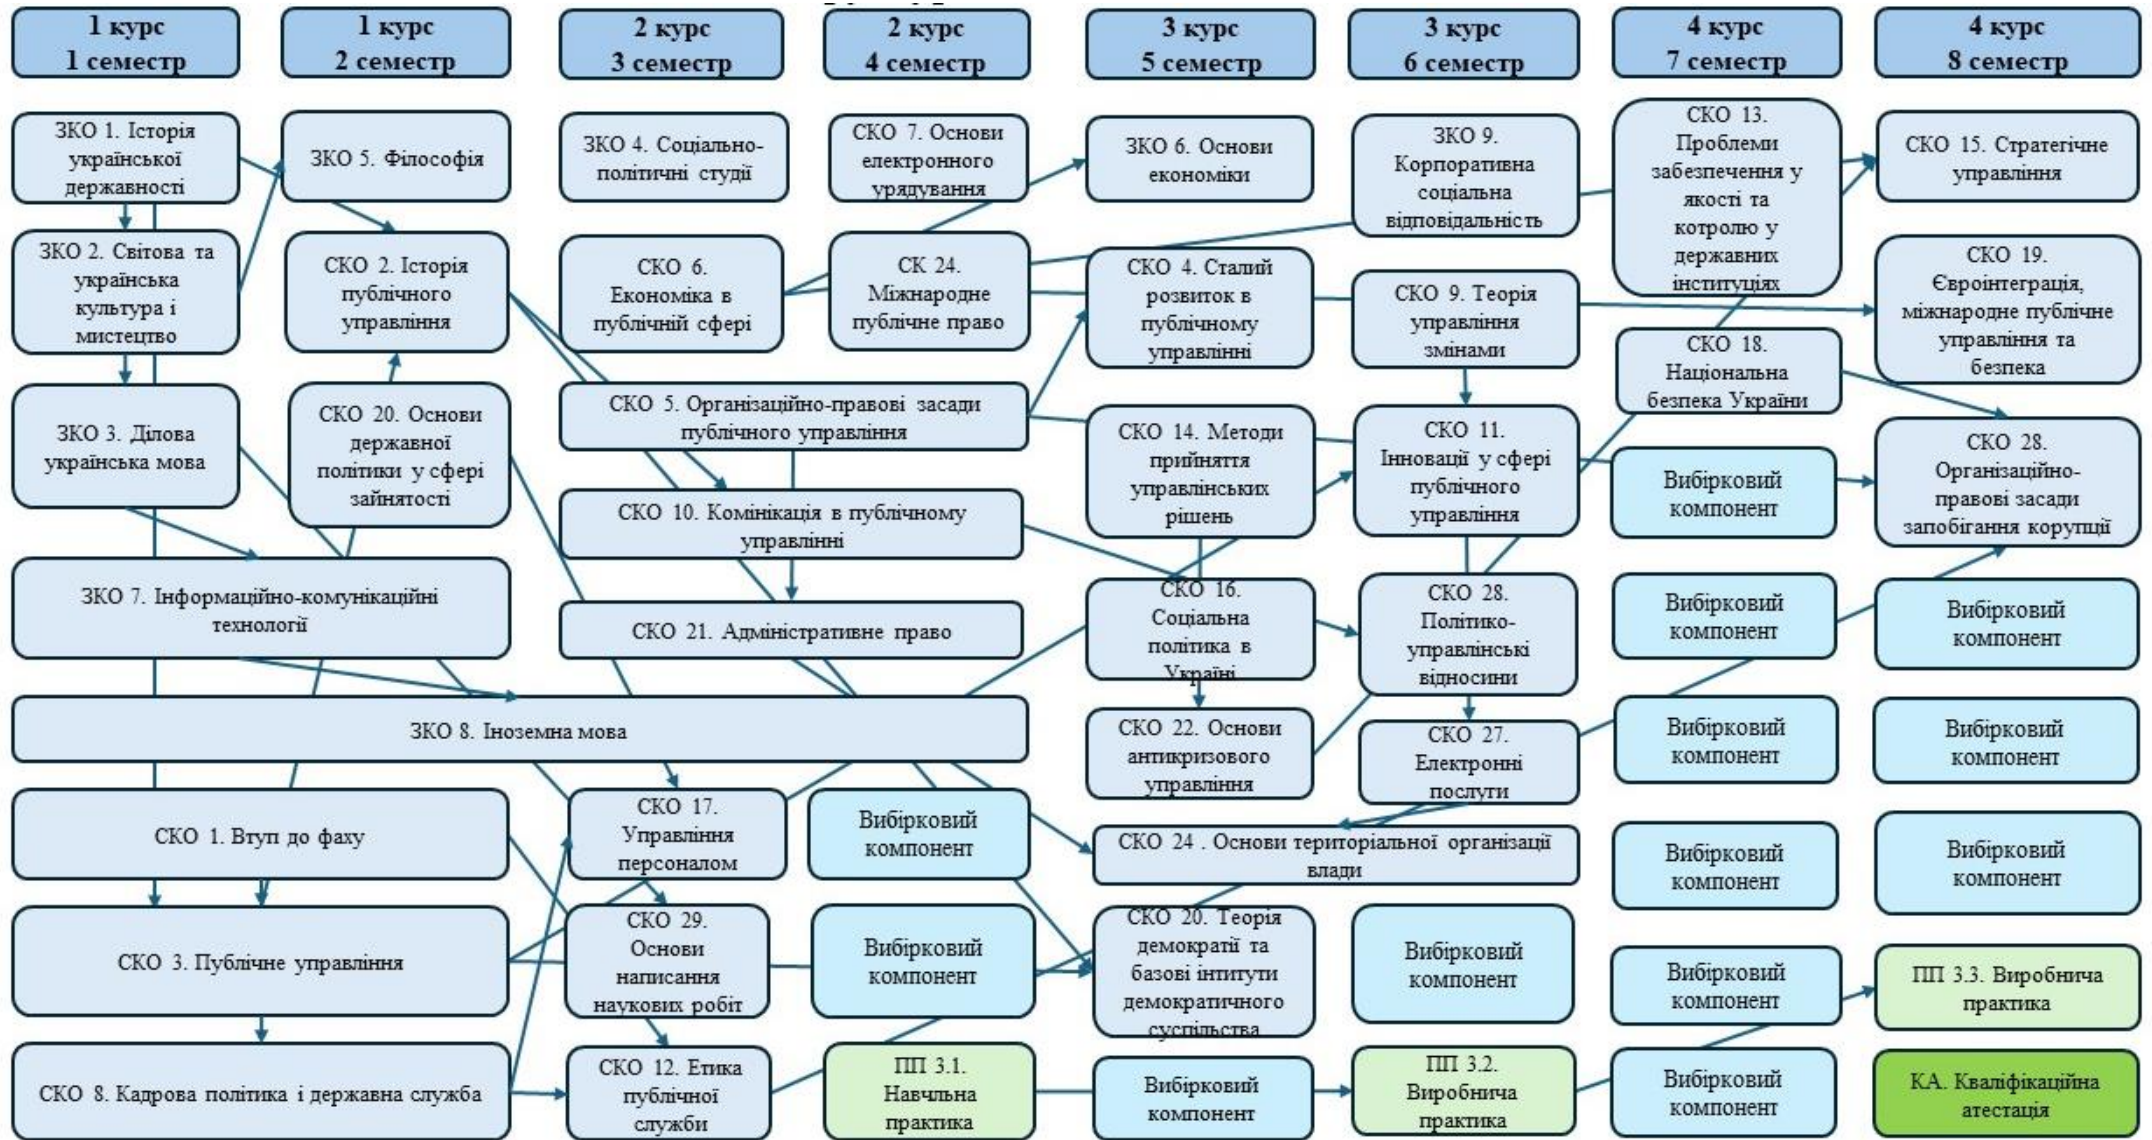 1 курс
1 семестр
1 курс
2 семестр
2 курс
3 семестр
2 курс
4 семестр
3 курс
5 семестр
3 курс
6 семестр
4 курс
7 семестр
4 курс
8 семестр
ЗКО 1. Історія
української
державності
ЗКО 2. Світова та
українська
культура і
мистецтво
ЗКО 3. Ділова
українська мова
ЗКО 5. Філософія
СКО 2. Історія
публічного
управління
СКО 20. Основи
державної
політики у сфері
зайнятості
ЗКО 7. Інформаційно-комунікаційні
технології
ЗКО 8. Іноземна мова
СКО 1. Втуп до фаху
СКО 3. Публічне управління
СКО 8. Кадрова політика і державна служба
ЗКО 4. Соціально-
політичні студії
СКО 6.
Економіка в
публічній сфері
СКО 7. Основи
електронного
урядування
СК 24.
Міжнародне
публічне право
СКО 5. Організаційно-правові засади
публічного управління
СКО 10. Комінікація в публічному
управлінні
СКО 21. Адміністративне право
СКО 17.
Управління
персоналом
СКО 29.
Основи
написання
наукових робіт
СКО 12. Етика
публічної
служби
Вибірковий
компонент
Вибірковий
компонент
ПП 3.1.
Навчльна
практика
ЗКО 6. Основи
економіки
СКО 4. Сталий
розвиток в
публічному
управлінні
СКО 14. Методи
прийняття
управлінських
рішень
СКО 16.
Соціальна
політика в
Україні
СКО 22. Основи
антикризового
управління
СКО 24 . Основи територіальної організації
влади
СКО 20. Теорія
демократії та
базові інтитути
демократичного
суспільства
Вибірковий
компонент
ЗКО 9.
Корпоративна
соціальна
відповідальність
СКО 9. Теорія
управління
змінами
СКО 11.
Інновації у сфері
публічного
управління
СКО 28.
Політико-
управлінські
відносини
СКО 27.
Електронні
послуги
Вибірковий
компонент
ПП 3.2.
Виробнича
практика
СКО 13.
Проблеми
забезпечення у
якості та
котролю у
державних
інституціях
СКО 18.
Національна
безпека України
Вибірковий
компонент
Вибірковий
компонент
Вибірковий
компонент
Вибірковий
компонент
Вибірковий
компонент
Вибірковий
компонент
СКО 15. Стратегічне
управління
СКО 19.
Євроінтеграція,
міжнародне публічне
управління та
безпека
СКО 28.
Організаційно-
правові засади
запобігання корупції
Вибірковий
компонент
Вибірковий
компонент
Вибірковий
компонент
ПП 3.3. Виробнича
практика
КА. Кваліфікаційна
атестація